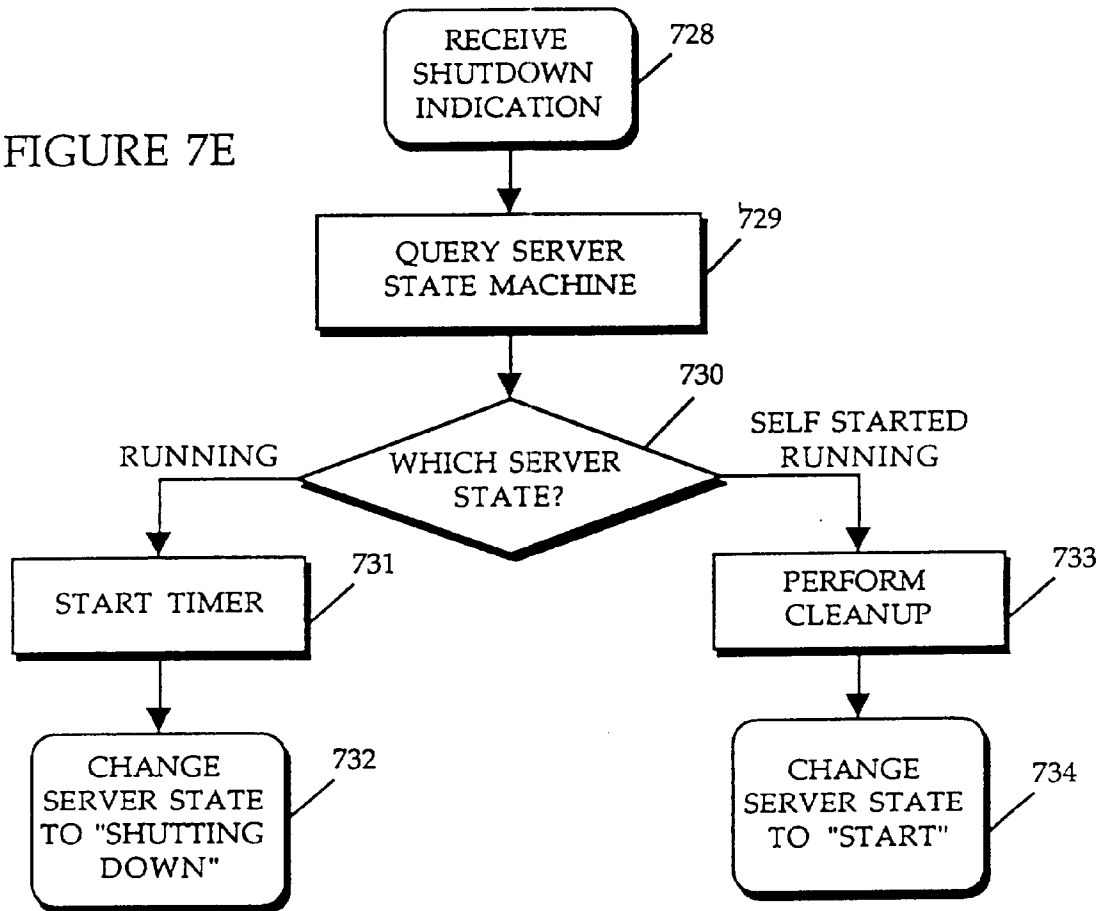 RECEIVE
SHUTDOWN
INDICATION
728
FIGURE 7E
QUERY SERVER
STATE MACHINE
729
730
WHICH SERVER
STATE?
RUNNING
SELF STARTED
RUNNING
START TIMER
731
PERFORM
CLEANUP
733
CHANGE
SERVER STATE
TO "SHUTTING
DOWN"
732
CHANGE
SERVER STATE
TO "START"
734